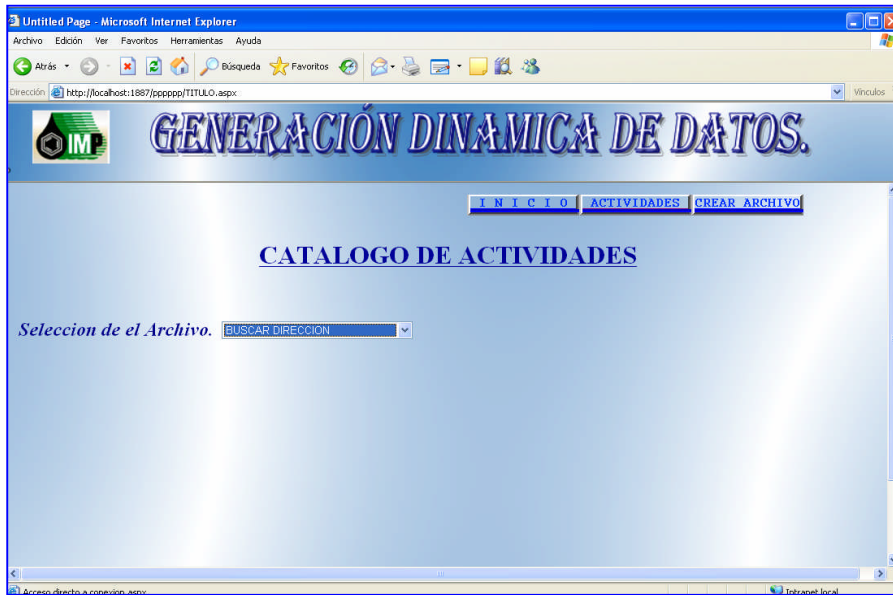 Untitled Page - Microsoft Internet Explorer
Archivo Edición Ver Favoritos Herramientas Ayuda
Atrás Búsqueda Favoritos
Dirección http://localhost:1887/pppppp/TITULO.aspx Vínculos
IMP
GENERACIÓN DINAMICA DE DATOS.
I N I C I O ACTIVIDADES CREAR ARCHIVO
CATALOGO DE ACTIVIDADES
Seleccion de el Archivo. BUSCAR DIRECCION
Acceso directo a conexion.aspx Intranet local